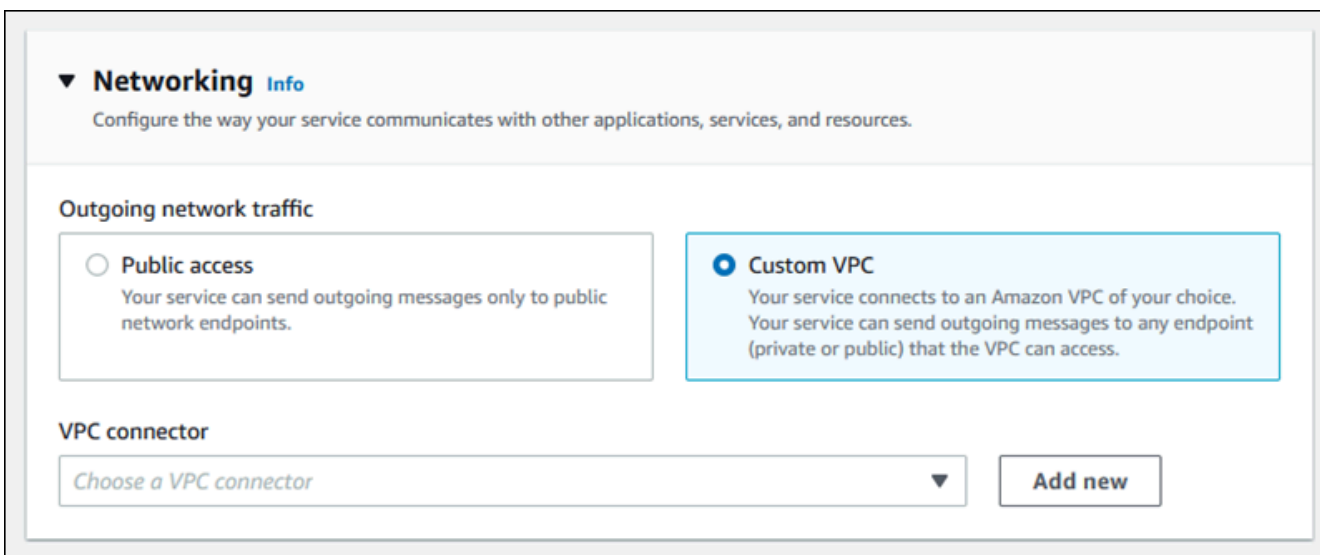 Networking Info
Configure the way your service communicates with other applications, services, and resources.
Outgoing network traffic
Public access
Your service can send outgoing messages only to public
network endpoints.
Custom VPC
Your service connects to an Amazon VPC of your choice.
Your service can send outgoing messages to any endpoint
(private or public) that the VPC can access.
VPC connector
Choose a VPC connector
Add new